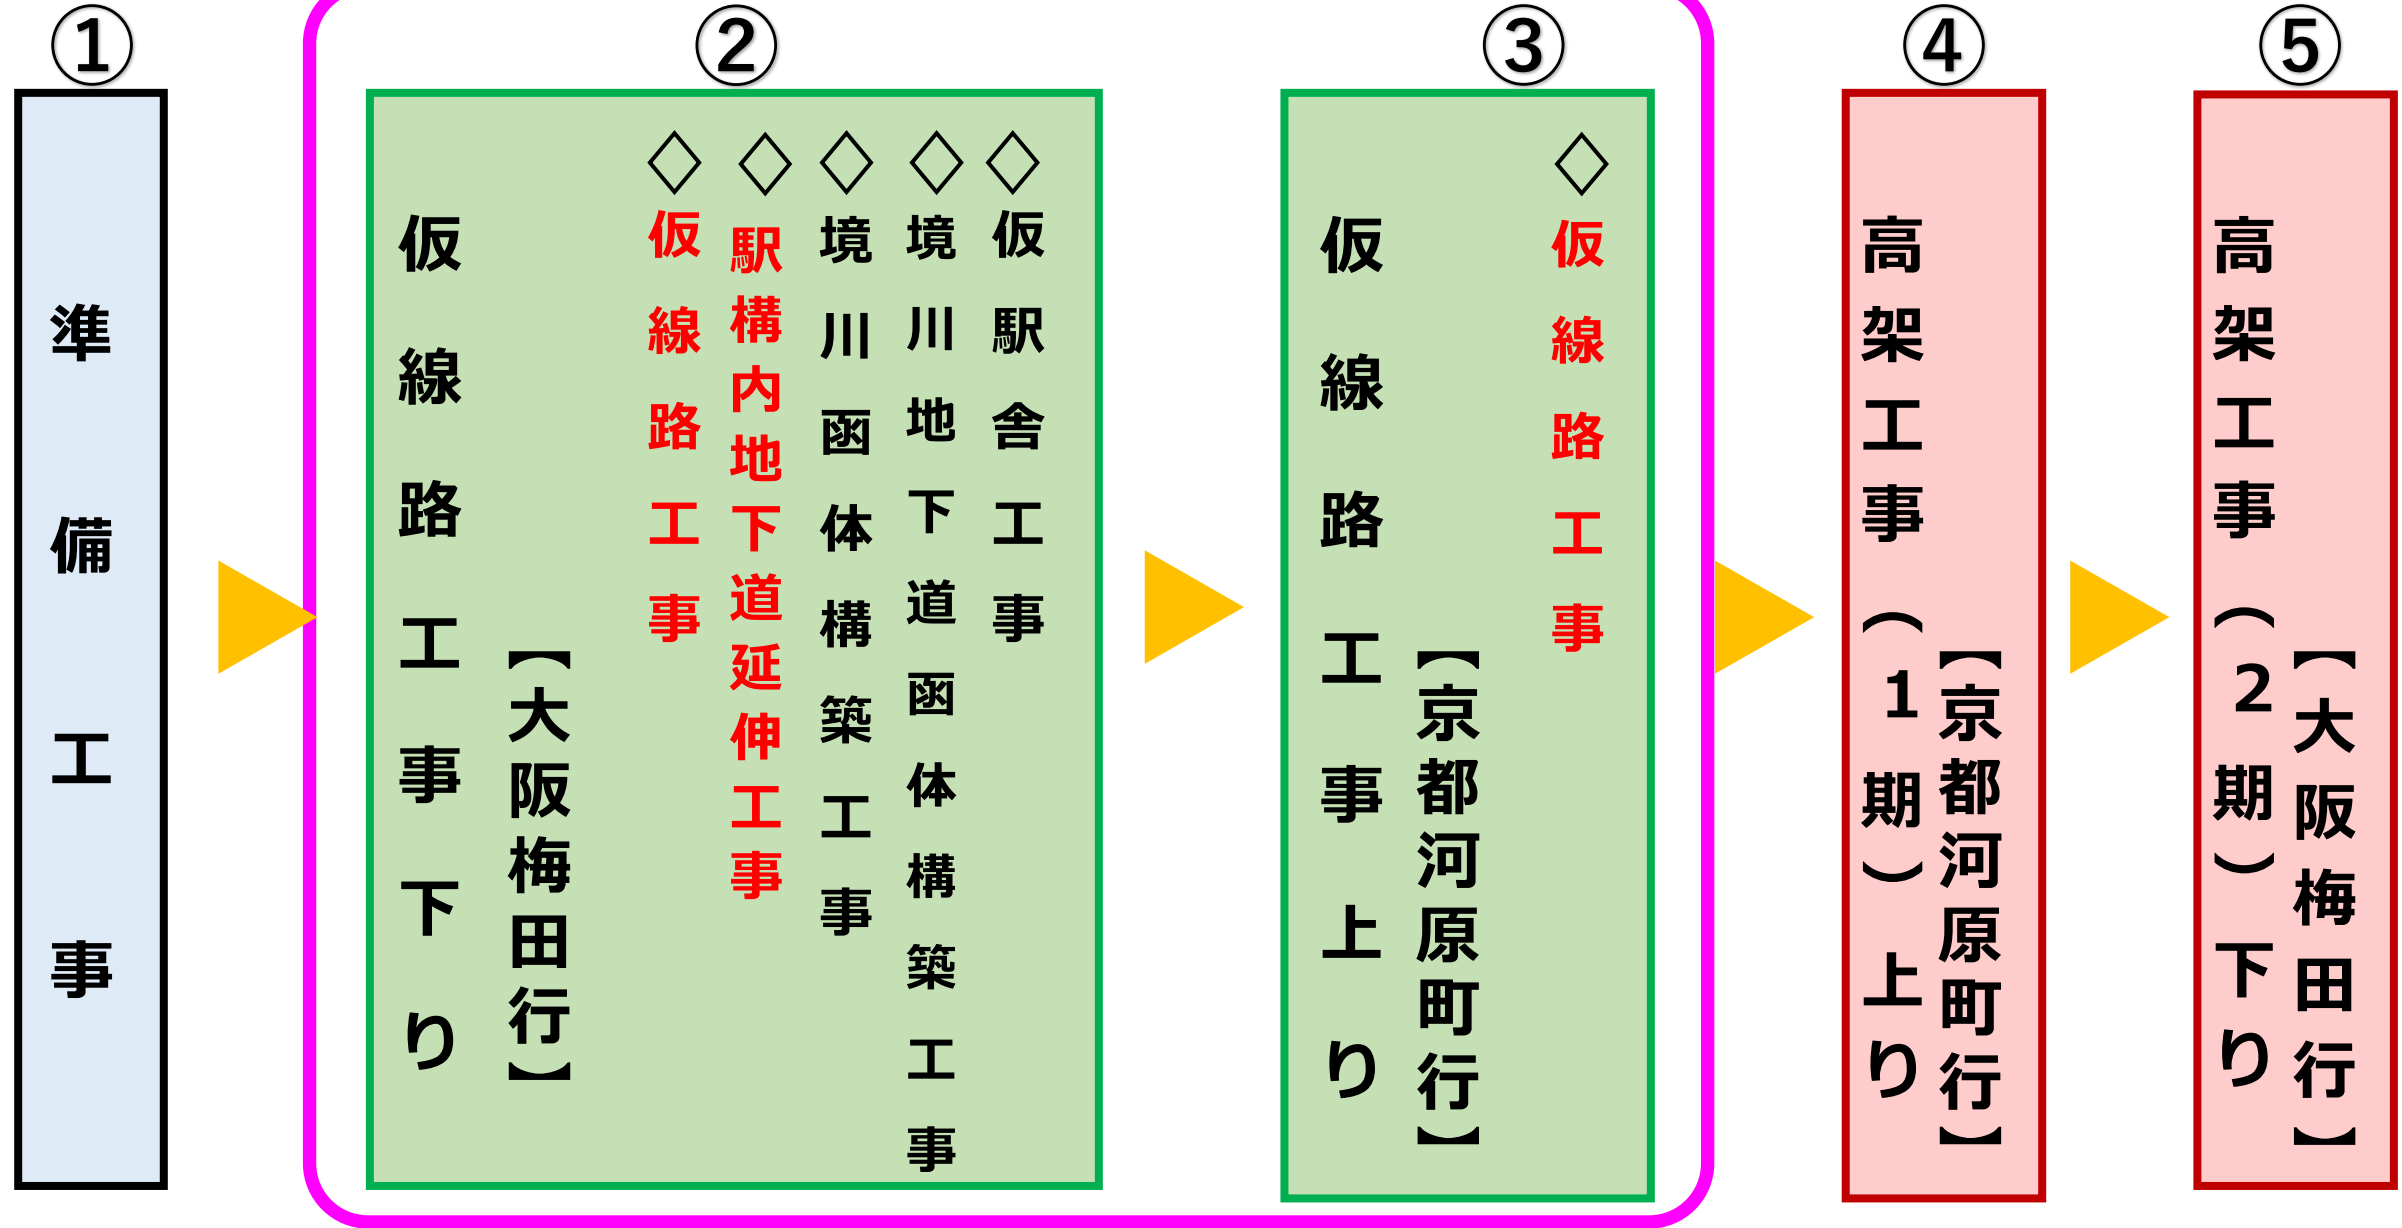 ①
準備工事
②
仮線路工事下り
【大阪梅田行】
◇仮線路工事
◇駅構内地下道延伸工事
◇境川函体構築工事
◇境川地下道函体構築工事
◇仮駅舎工事
③
仮線路工事上り
【京都河原町行】
◇仮線路工事
④
高架工事（1期）上り
【京都河原町行】
⑤
高架工事（2期）下り
【大阪梅田行】